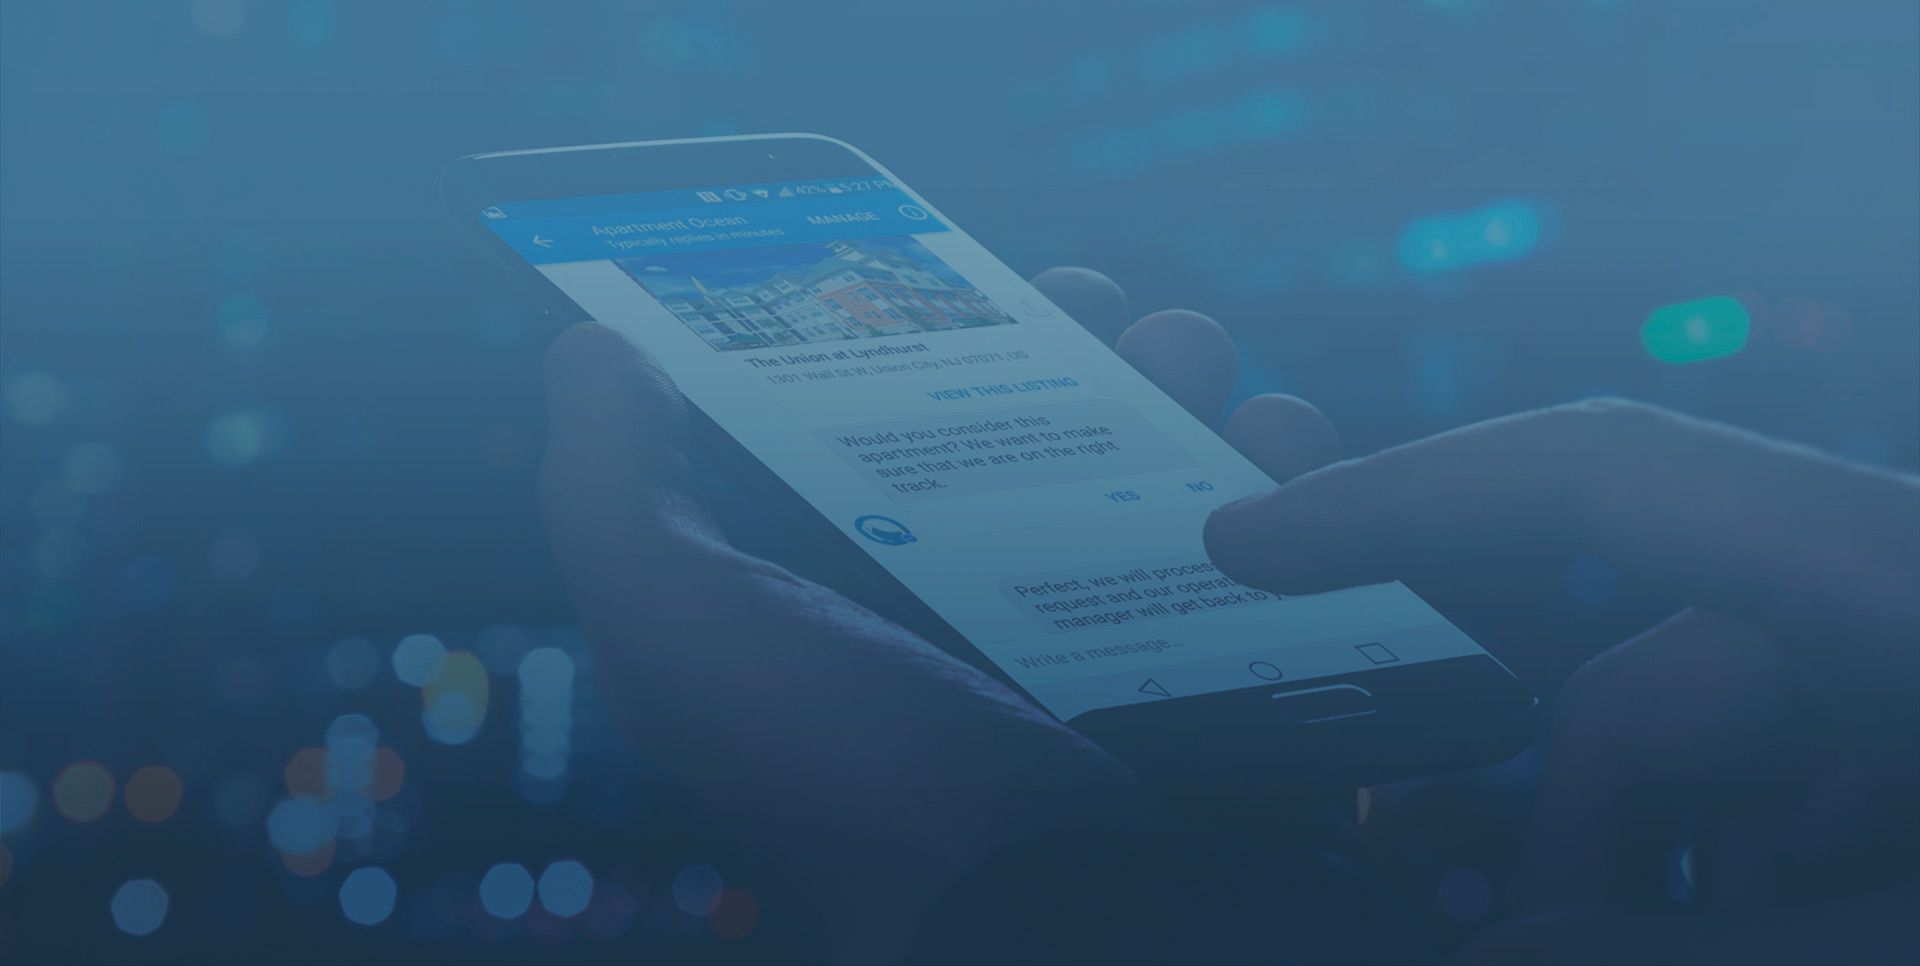 42% 5:27 PM
Apartment Ocean
Typically replies in minutes
MANAGE
The Union at Lyndhurst
1301 Wall St W, Union City, NJ 07071, US
VIEW THIS LISTING
Would you consider this
apartment? We want to make
sure that we are on the right
track.
YES NO
Perfect, we will process
request and our operat
manager will get back to y
Write a message...